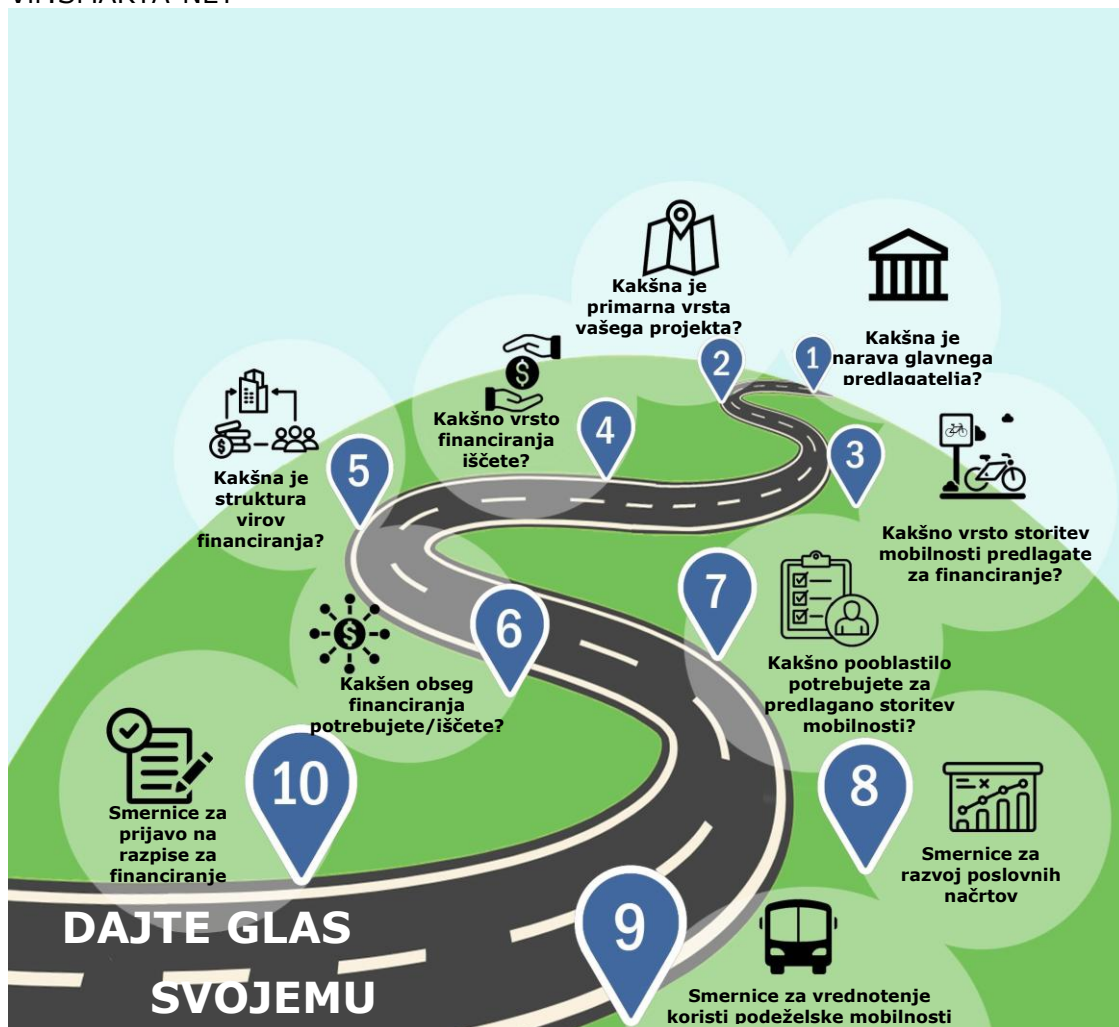 Kakšna je
primarna vrsta
vašega projekta?
2
1
Kakšna je
narava glavnega
predlagatelja?
3
Kakšno vrsto storitev
mobilnosti predlagate
za financiranje?
4
Kakšno vrsto
financiranja
iščete?
5
Kakšna je
struktura
virov
financiranja?
6
Kakšen obseg
financiranja
potrebujete/iščete?
7
Kakšno pooblastilo
potrebujete za
predlagano storitev
mobilnosti?
8
Smernice za
razvoj poslovnih
načrtov
9
Smernice za vrednotenje
koristi podeželske mobilnosti
10
Smernice za
prijavo na
razpise za
financiranje
DAJTE GLAS
SVOJEMU